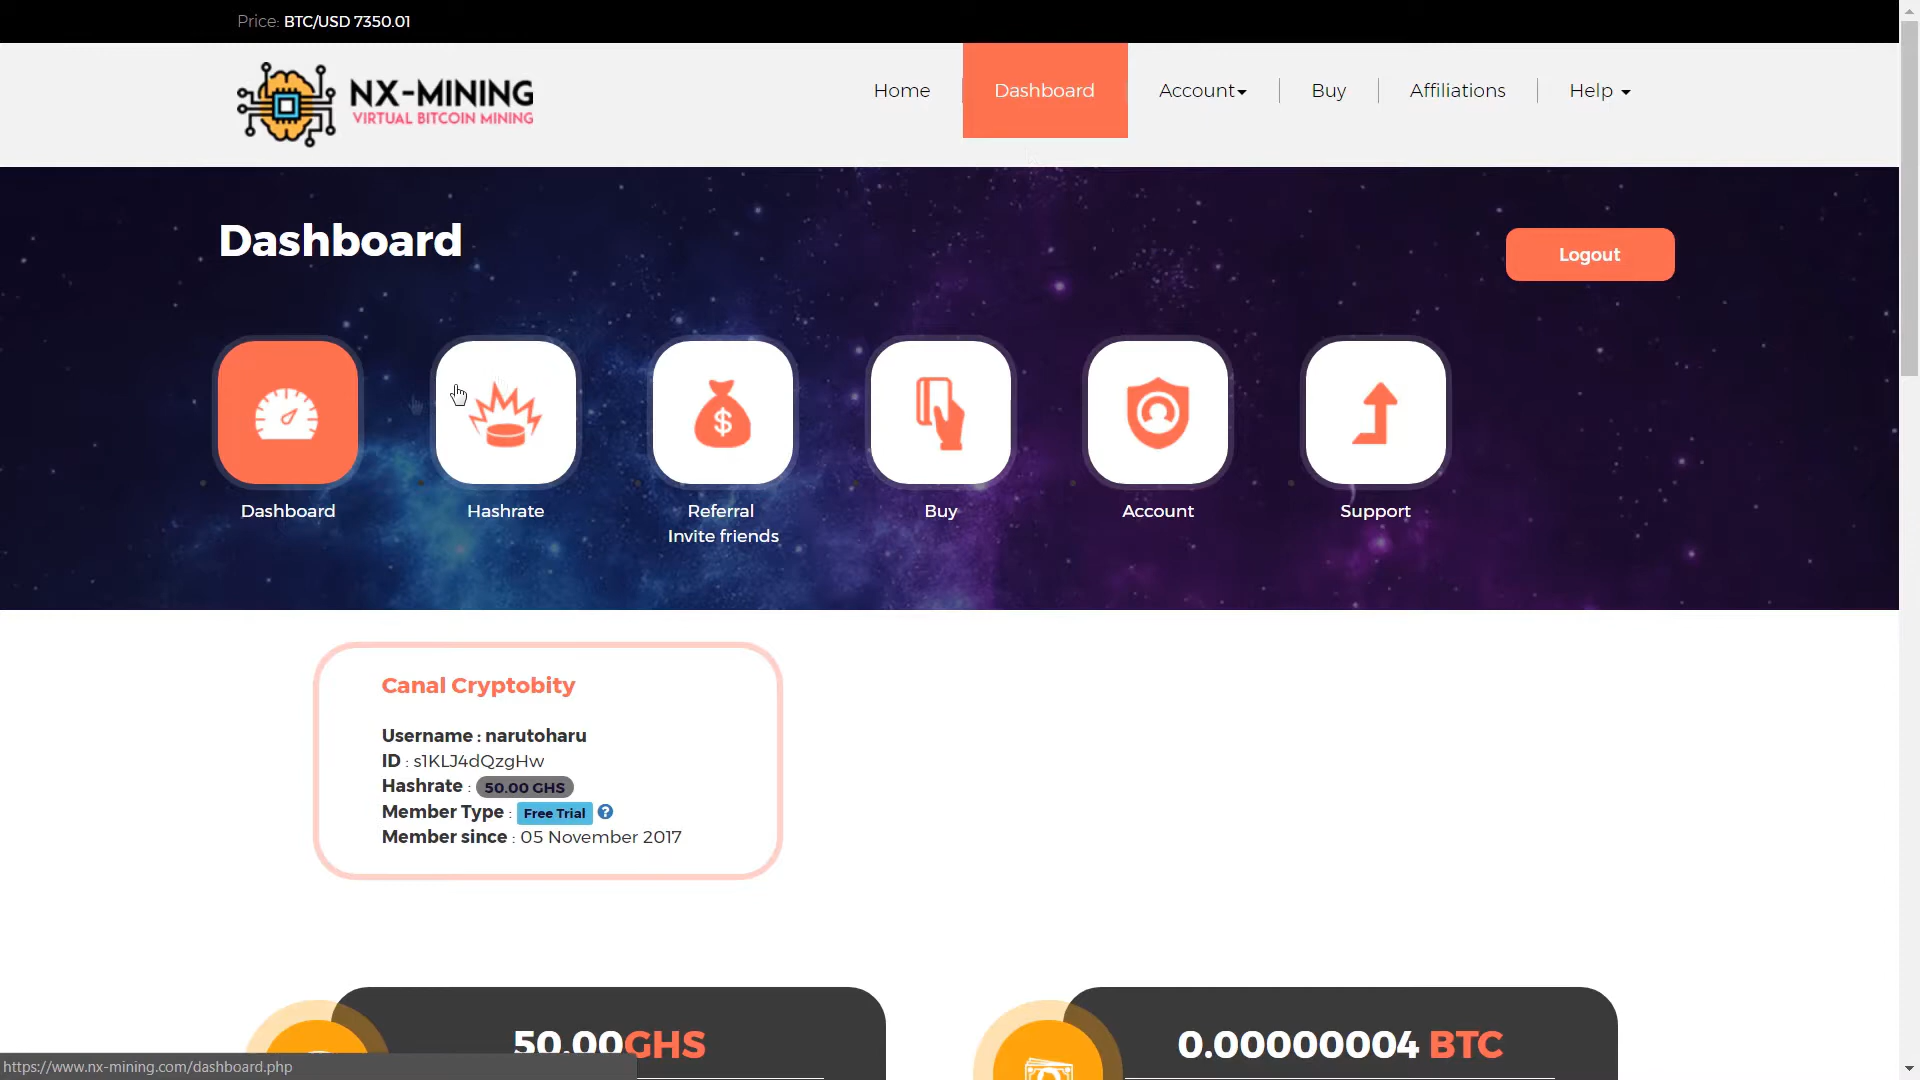 Price: BTC/USD 7350.01
NX-MINING
VIRTUAL BITCOIN MINING
Home
Dashboard
Account
Buy
Affiliations
Help
Dashboard
Logout
Dashboard
Hashrate
Referral
Invite friends
Buy
Account
Support
Canal Cryptobity
Username : narutoharu
ID : s1KLJ4dQzgHw
Hashrate : 50.00 GHS
Member Type : Free Trial ?
Member since : 05 November 2017
50.00GHS
0.00000004 BTC
https://www.nx-mining.com/dashboard.php